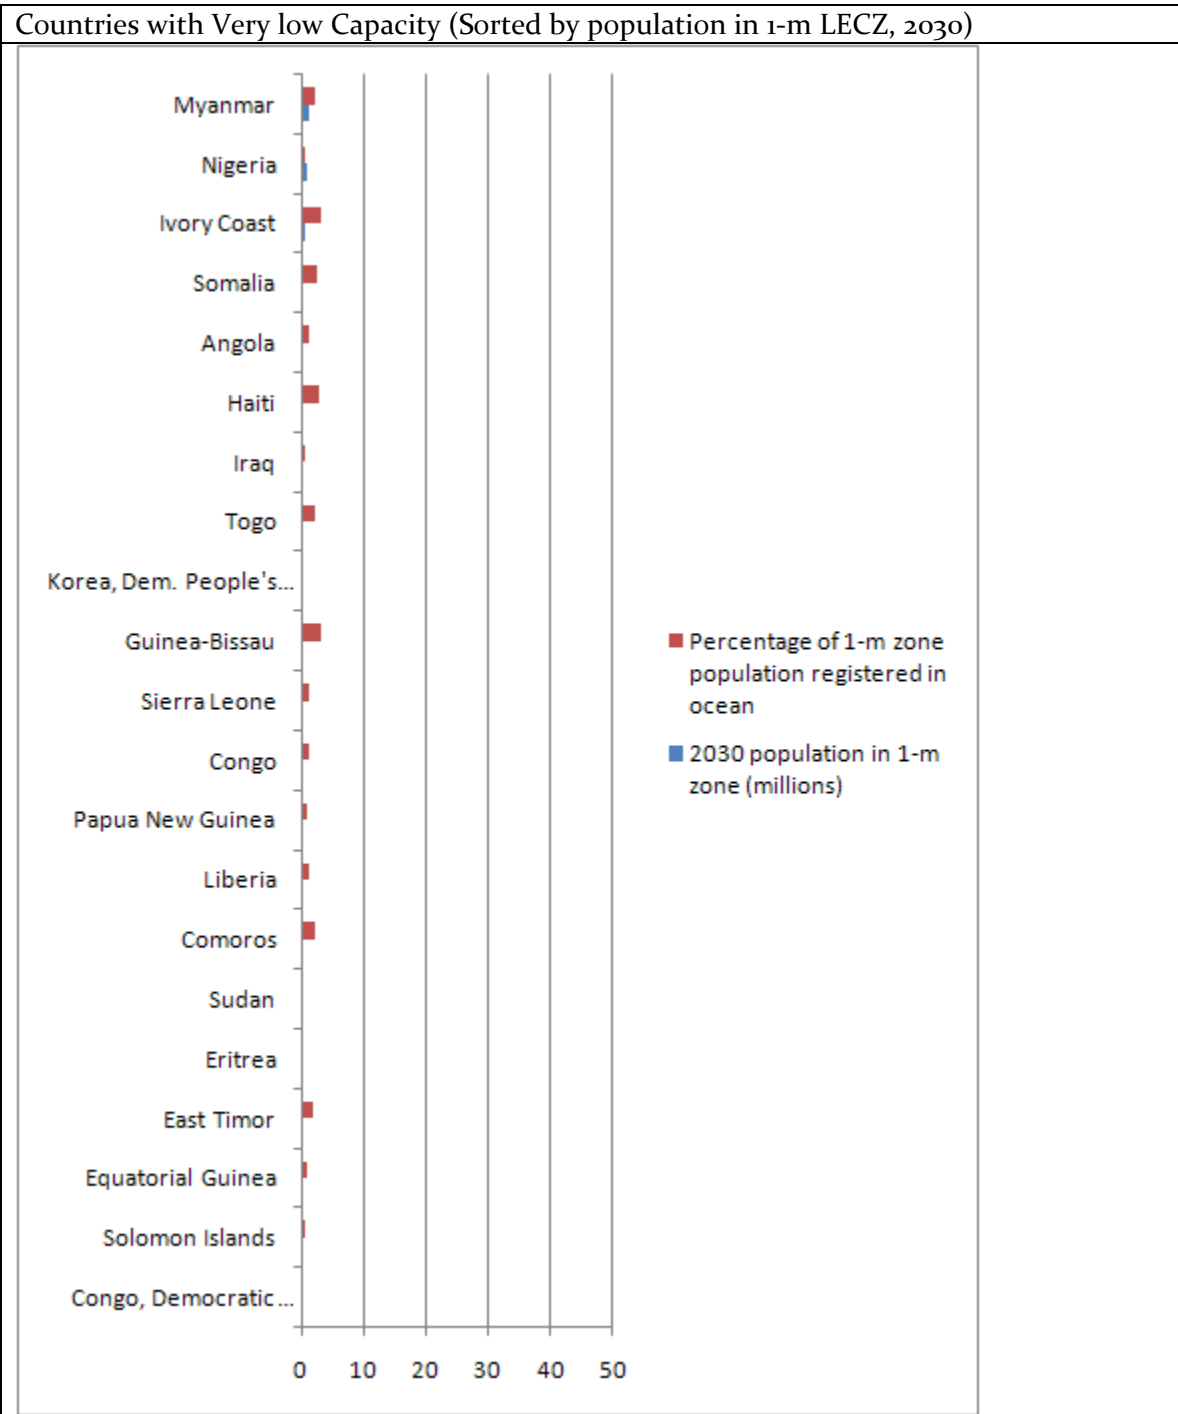 Countries with Very low Capacity (Sorted by population in 1-m LECZ, 2030)
Myanmar
Nigeria
Ivory Coast
Somalia
Angola
Haiti
Iraq
Togo
Korea, Dem. People's...
Guinea-Bissau
Sierra Leone
Congo
Papua New Guinea
Liberia
Comoros
Sudan
Eritrea
East Timor
Equatorial Guinea
Solomon Islands
Congo, Democratic ...
0 10 20 30 40 50
Percentage of 1-m zone
population registered in
ocean
2030 population in 1-m
zone (millions)